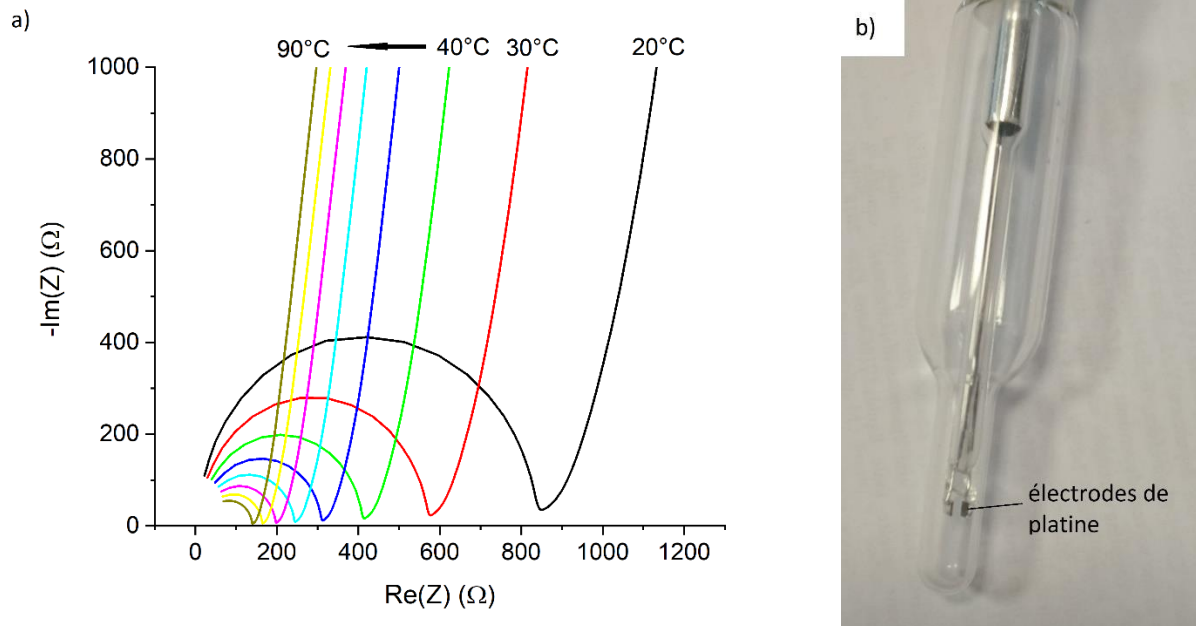 a)
90°C
40°C
30°C
20°C
1000
800
600
400
200
0
-Im(Z) (Ω)
0
200
400
600
800
1000
1200
Re(Z) (Ω)
b)
électrodes de
platine